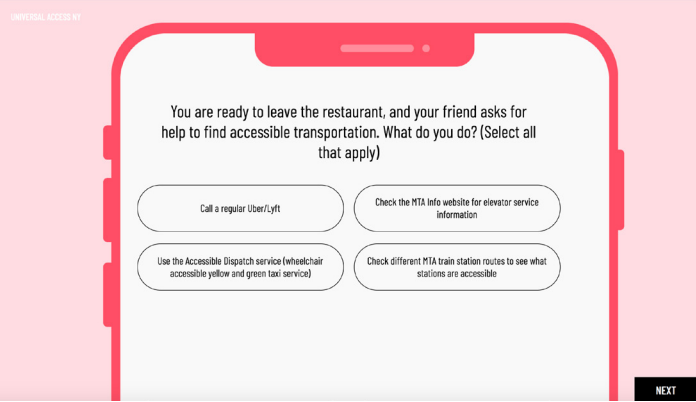 UNIVERSAL ACCESS NY
You are ready to leave the restaurant, and your friend asks for
help to find accessible transportation. What do you do? (Select all
that apply)
Call a regular Uber/Lyft
Check the MTA Info website for elevator service
information
Use the Accessible Dispatch service (wheelchair
accessible yellow and green taxi service)
Check different MTA train station routes to see what
stations are accessible
NEXT